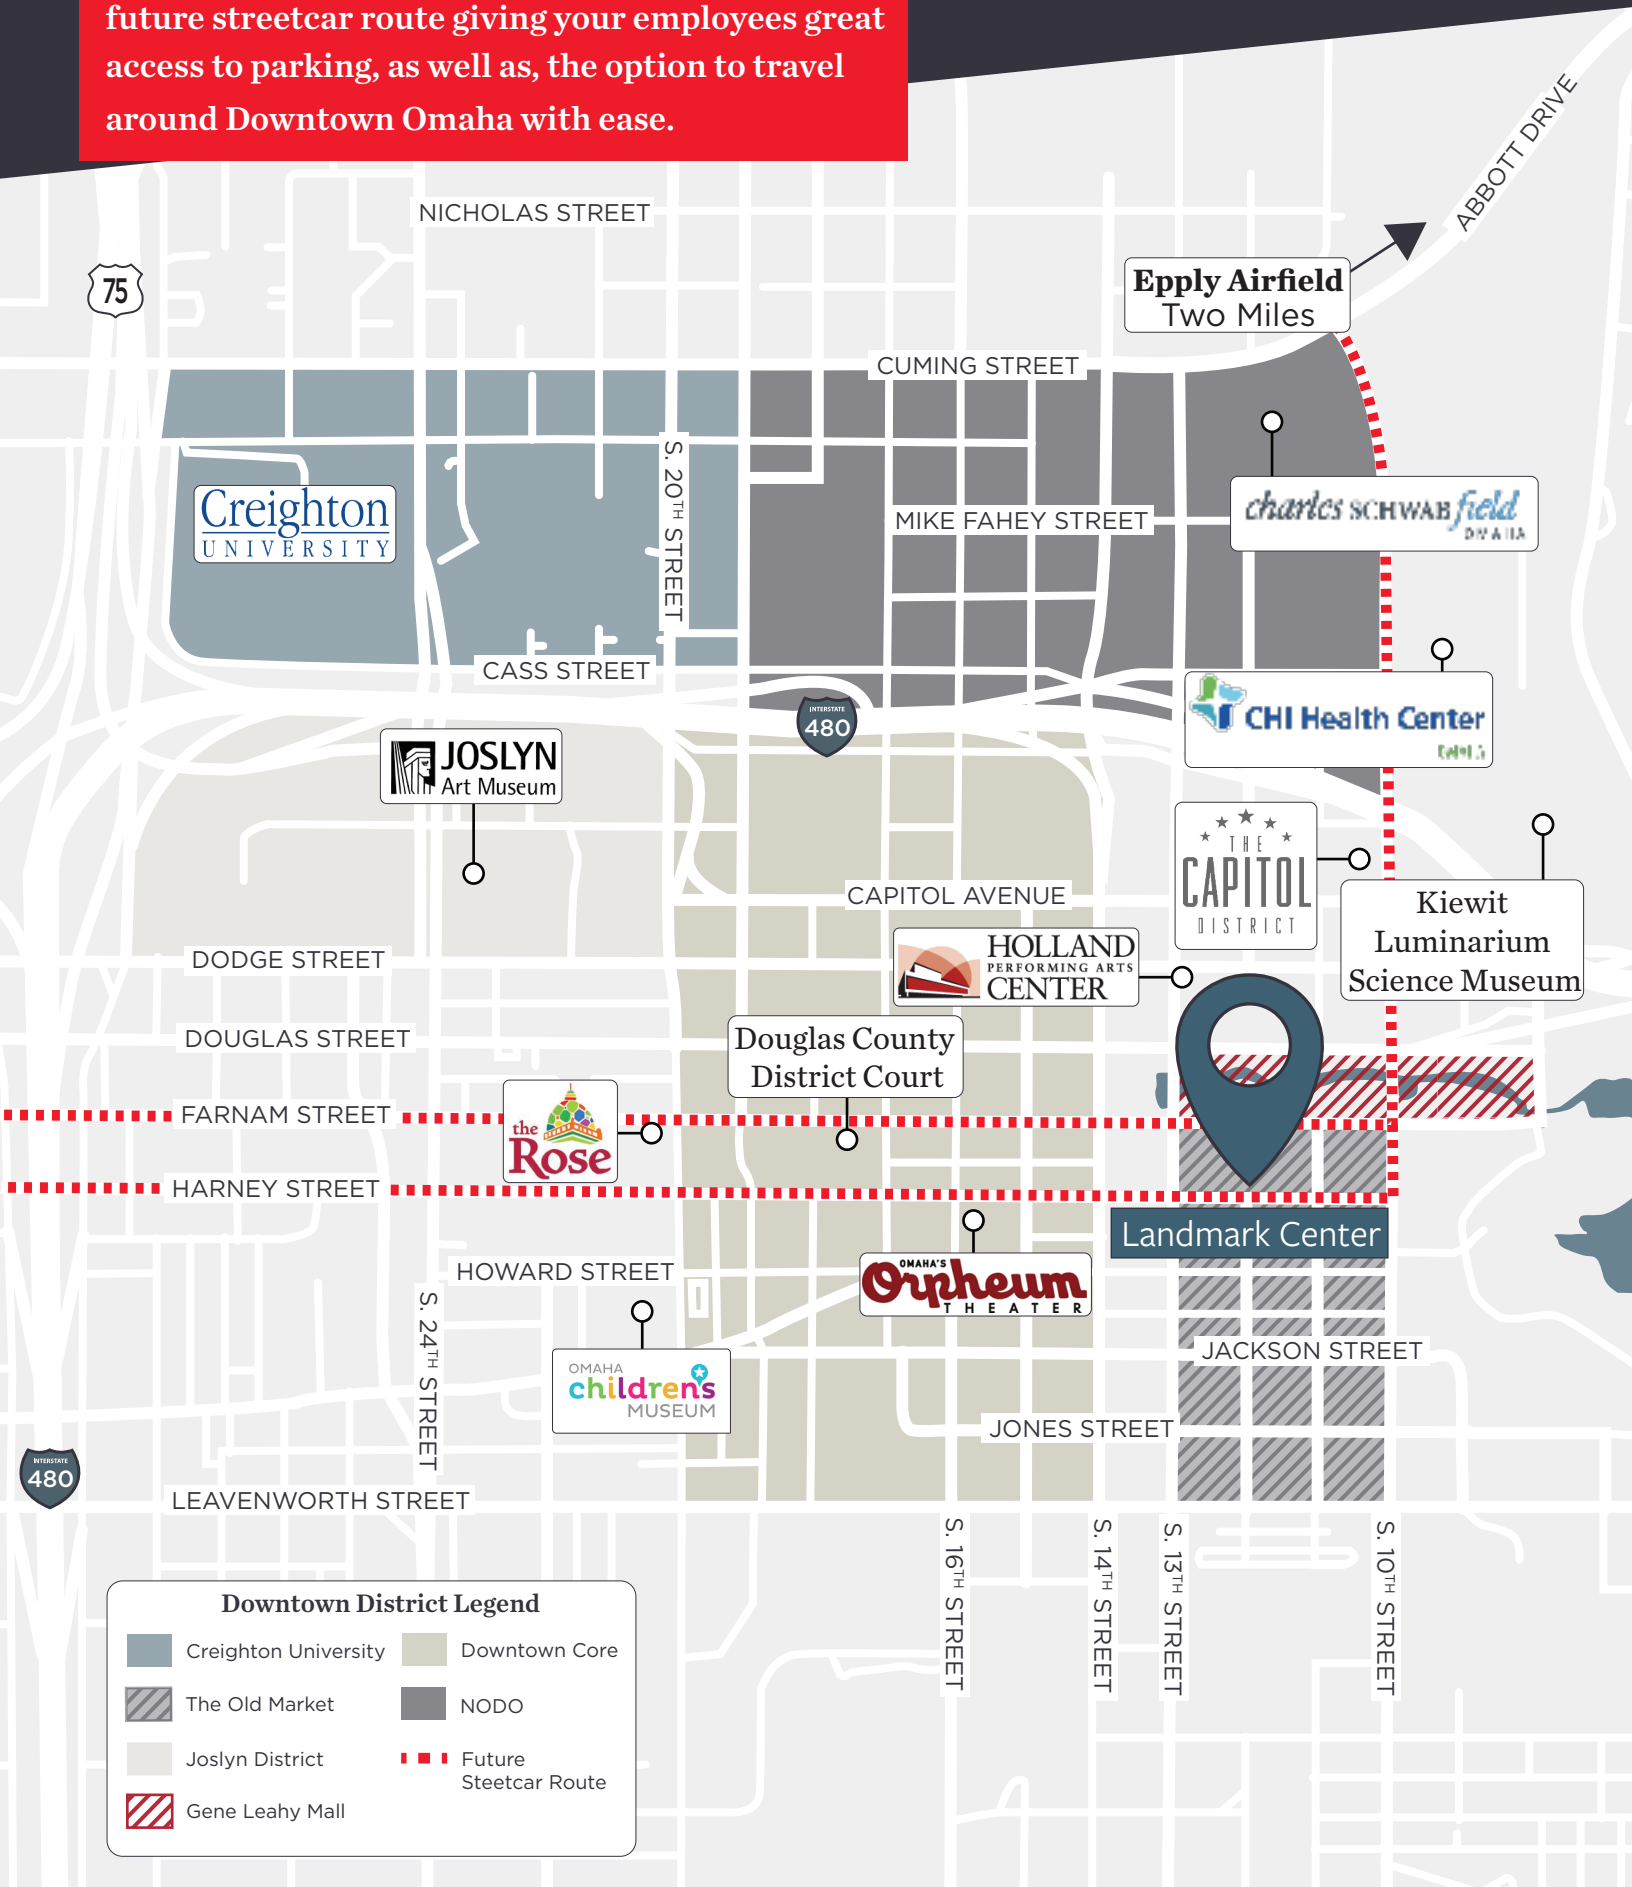 future streetcar route giving your employees great
access to parking, as well as, the option to travel
around Downtown Omaha with ease.
ABBOTT DRIVE
NICHOLAS STREET
75
Epply Airfield
Two Miles
CUMING STREET
Creighton
UNIVERSITY
S. 20TH STREET
charles SCHWAB field
OMAHA
MIKE FAHEY STREET
CASS STREET
INTERSTATE
480
CHI Health Center
JOSLYN
Art Museum
THE
CAPITOL
DISTRICT
CAPITOL AVENUE
Kiewit
Luminarium
Science Museum
HOLLAND
PERFORMING ARTS
CENTER
DODGE STREET
DOUGLAS STREET
Douglas County
District Court
FARNAM STREET
the
Rose
HARNEY STREET
Landmark Center
HOWARD STREET
OMAHA'S
Orpheum
THEATER
S. 24TH STREET
JACKSON STREET
OMAHA
children's
MUSEUM
JONES STREET
INTERSTATE
480
LEAVENWORTH STREET
S. 16TH STREET
S. 14TH STREET
S. 13TH STREET
S. 10TH STREET
Downtown District Legend
Creighton University
Downtown Core
The Old Market
NODO
Joslyn District
Future
Steetcar Route
Gene Leahy Mall